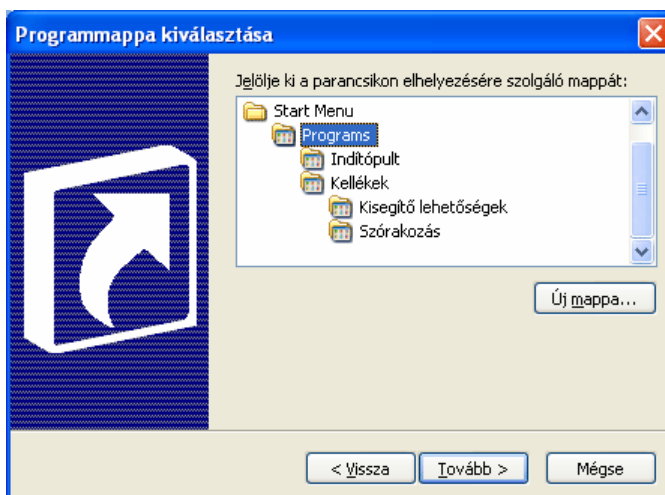 Programmappa kiválasztása
Jelölje ki a parancsikon elhelyezésére szolgáló mappát:
Start Menu
Programs
Indítópult
Kellékek
Kisegítő lehetőségek
Szórakozás
Új mappa...
< Vissza
Tovább >
Mégse